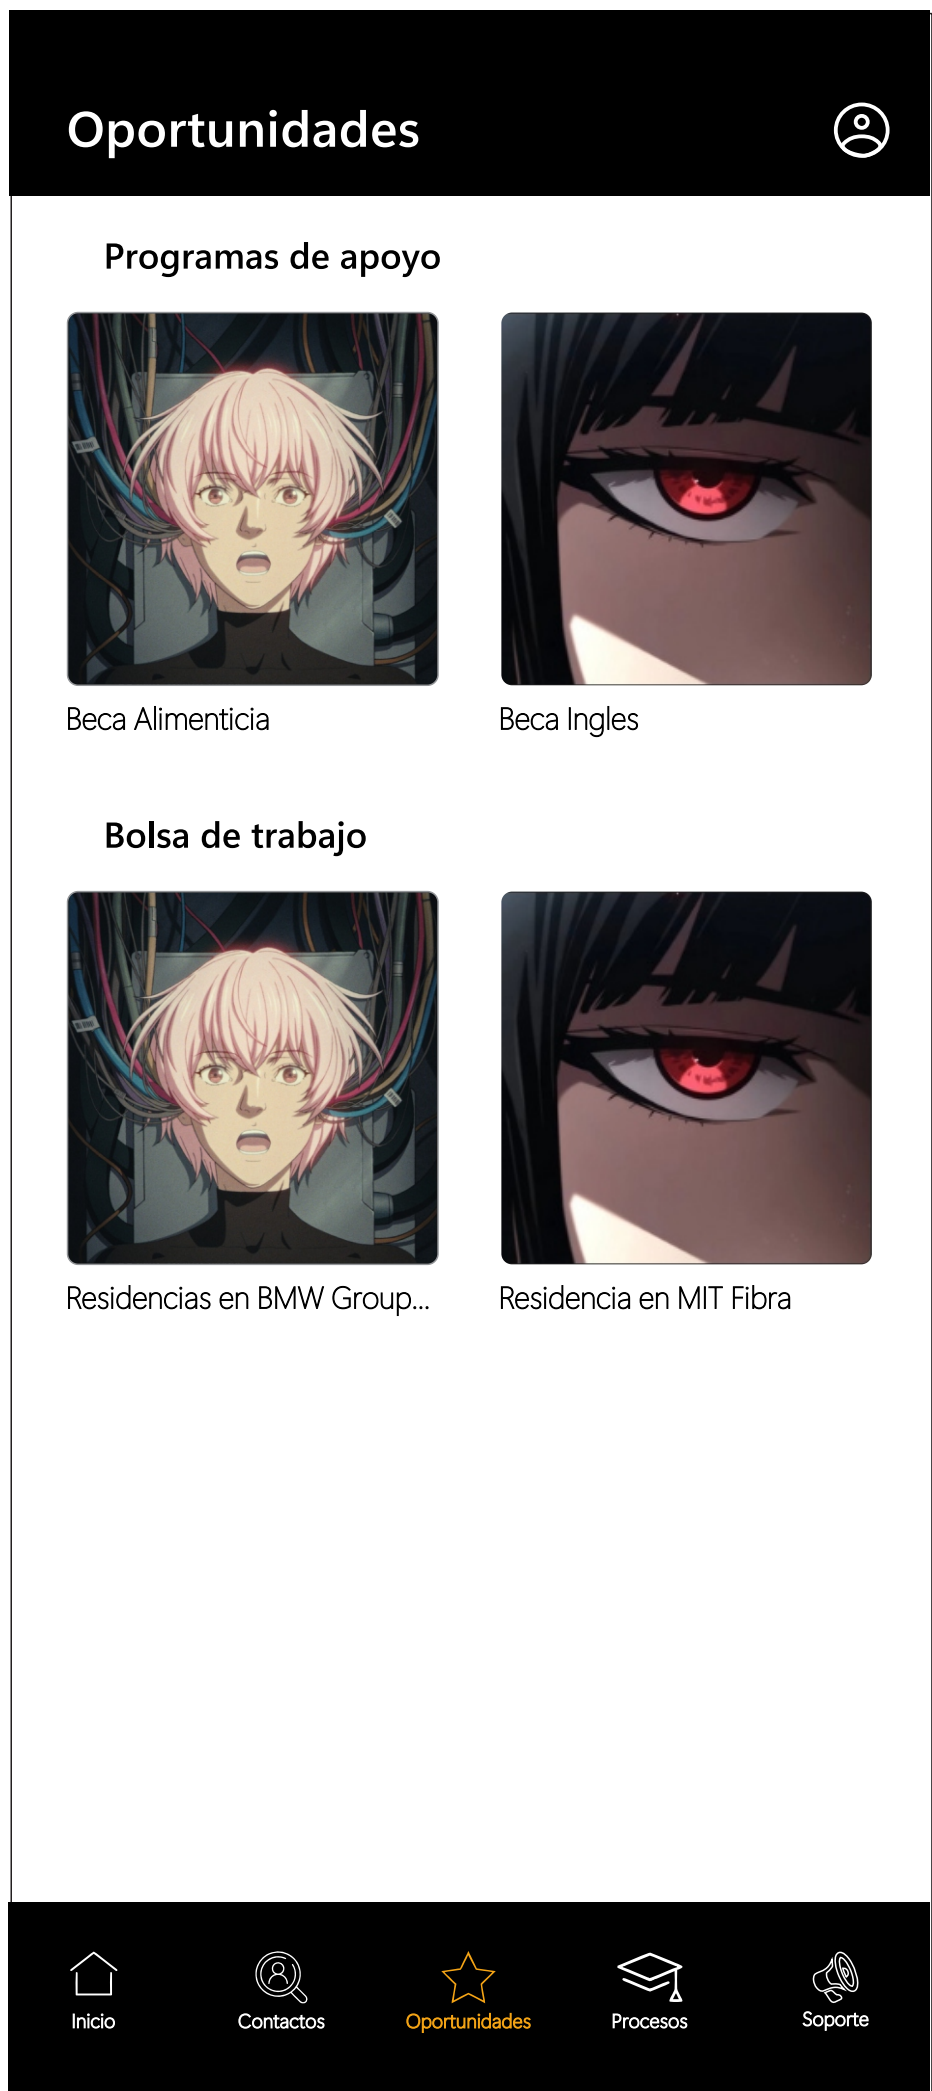 Oportunidades
Programas de apoyo
Beca Alimenticia
Beca Ingles
Bolsa de trabajo
Residencias en BMW Group...
Residencia en MIT Fibra
Inicio
Contactos
Oportunidades
Procesos
Soporte